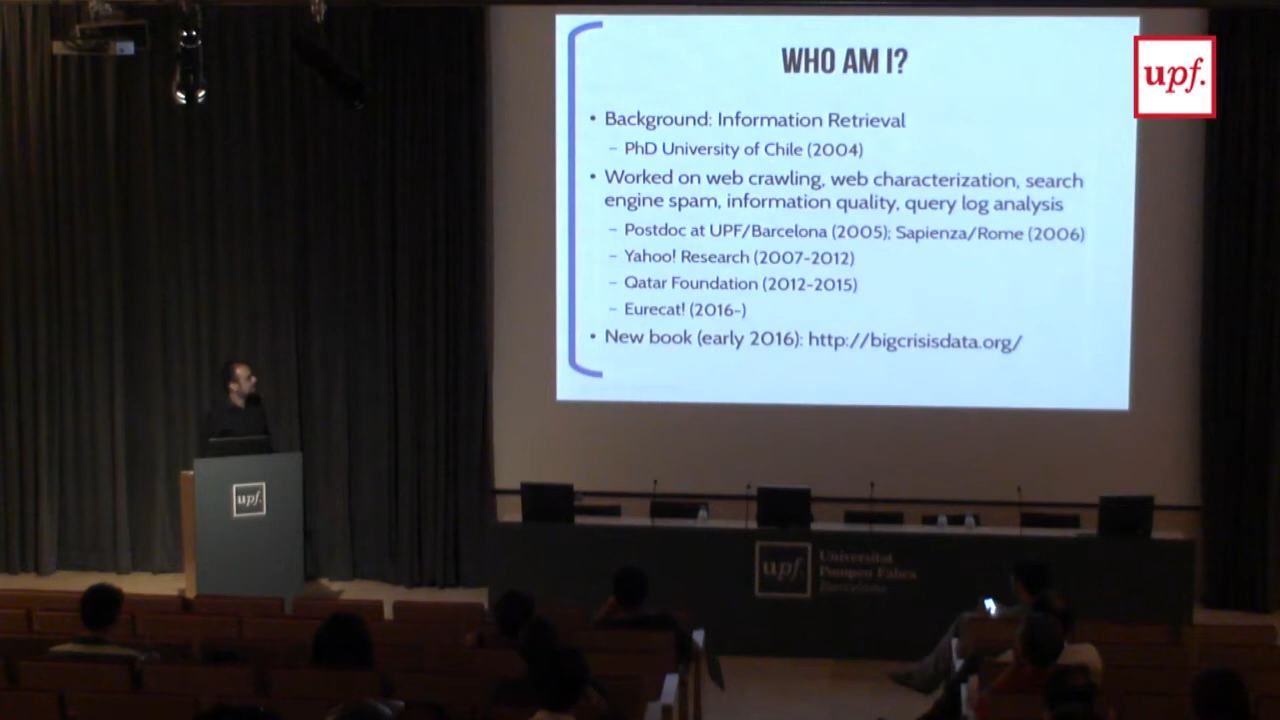 WHO AM I?
• Background: Information Retrieval
– PhD University of Chile (2004)
• Worked on web crawling, web characterization, search
engine spam, information quality, query log analysis
– Postdoc at UPF/Barcelona (2005); Sapienza/Rome (2006)
– Yahoo! Research (2007-2012)
– Qatar Foundation (2012-2015)
– Eurecat! (2016-)
• New book (early 2016): http://bigcrisisdata.org/
upf.
upf.
upf.
Universitat
Pompeu Fabra
Barcelona